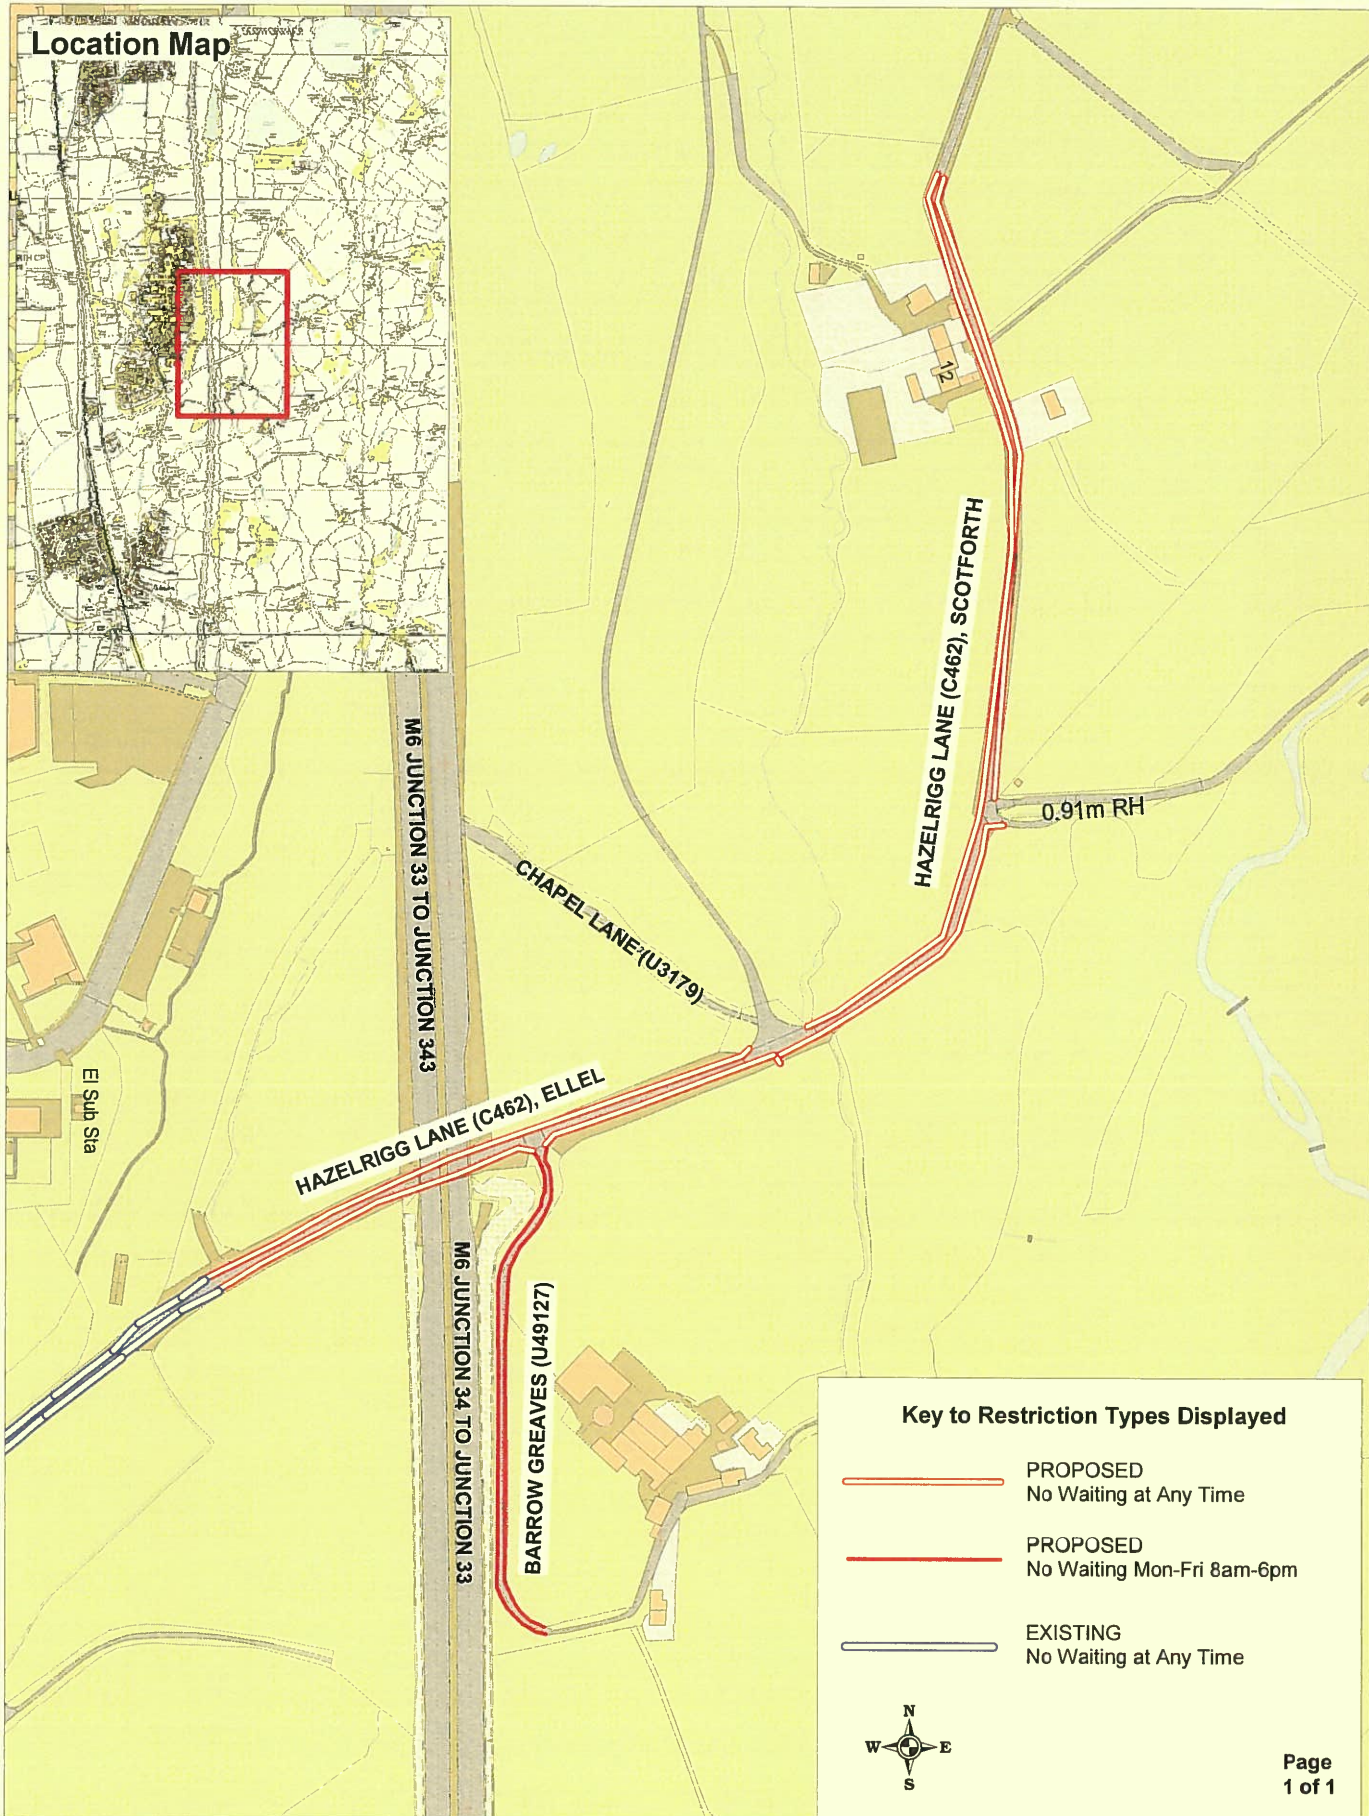 Location Map
12
HAZELRIGG LANE (C462), SCOTFORTH
0.91m RH
M6 JUNCTION 33 TO JUNCTION 343
CHAPEL LANE (U3179)
El Sub Sta
HAZELRIGG LANE (C462), ELLEL
M6 JUNCTION 34 TO JUNCTION 33
BARROW GREAVES (U49127)
Key to Restriction Types Displayed
PROPOSED
No Waiting at Any Time
PROPOSED
No Waiting Mon-Fri 8am-6pm
EXISTING
No Waiting at Any Time
N
W E
S
Page
1 of 1